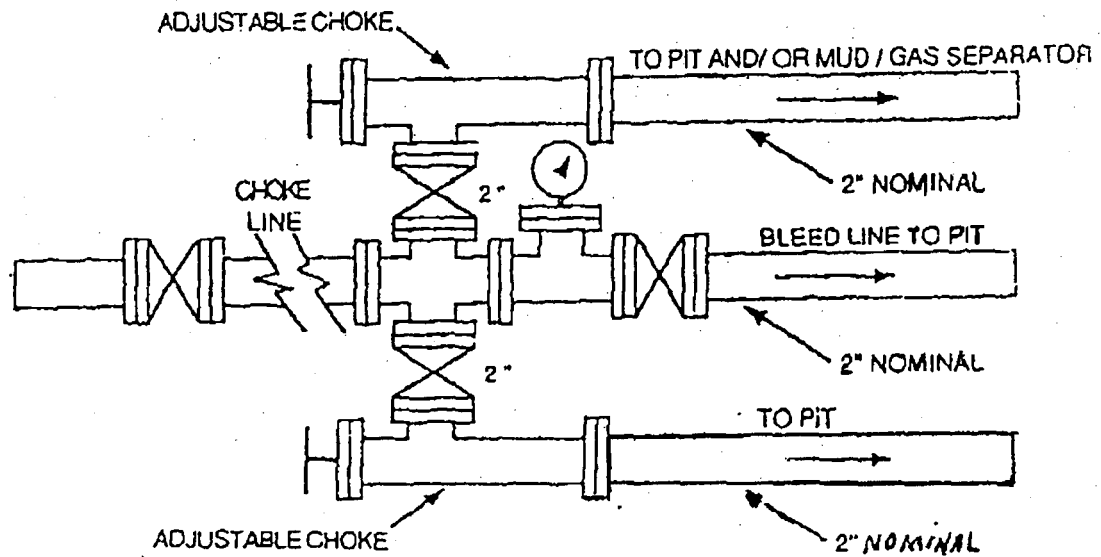 ADJUSTABLE CHOKE
TO PIT AND/ OR MUD / GAS SEPARATOR
2" NOMINAL
2"
CHOKE
LINE
BLEED LINE TO PIT
2" NOMINAL
2"
TO PIT
ADJUSTABLE CHOKE
2" NOMINAL